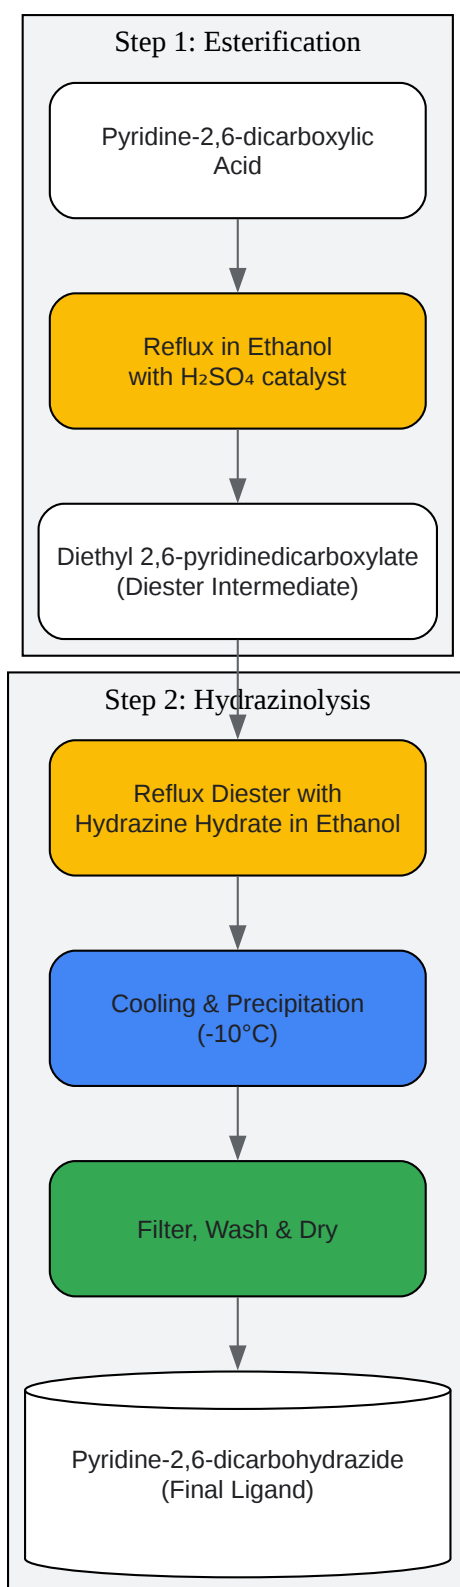 Step 1: Esterification
Pyridine-2,6-dicarboxylic
Acid
Reflux in Ethanol
with H₂SO₄ catalyst
Diethyl 2,6-pyridinedicarboxylate
(Diester Intermediate)
Step 2: Hydrazinolysis
Reflux Diester with
Hydrazine Hydrate in Ethanol
Cooling & Precipitation
(-10°C)
Filter, Wash & Dry
Pyridine-2,6-dicarbohydrazide
(Final Ligand)